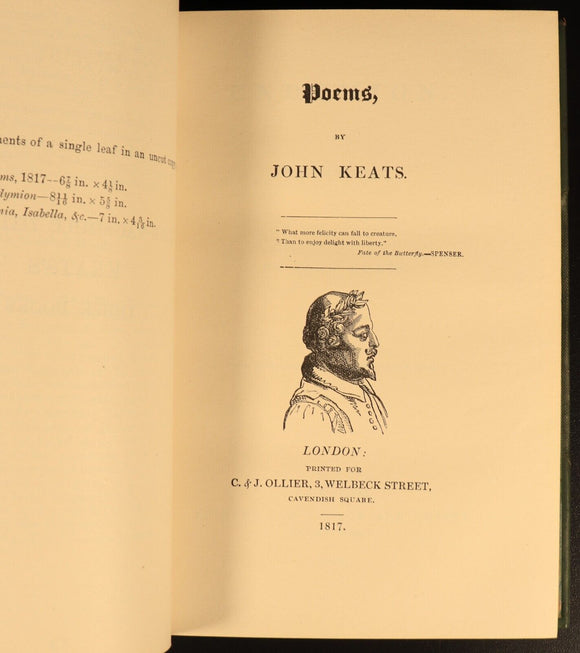 ments of a single leaf in an uncut
ms, 1817--6⅞ in. × 4⅛ in.
dymion—8 11/16 in. × 5⅝ in.
nia, Isabella, &c.—7 in. × 4 5/16 in.
Poems,
BY
JOHN KEATS.
“ What more felicity can fall to creature,
“ Than to enjoy delight with liberty.”
Fate of the Butterfly.—SPENSER.
LONDON:
PRINTED FOR
C. & J. OLLIER, 3, WELBECK STREET,
CAVENDISH SQUARE.
1817.